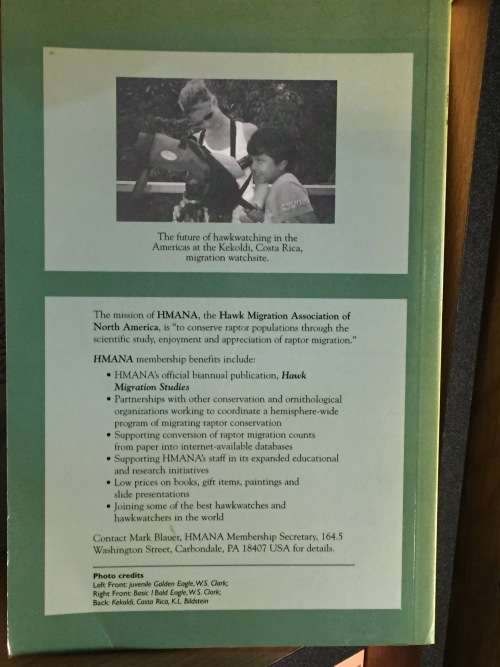 The future of hawkwatching in the
Americas at the Kekoldi, Costa Rica,
migration watchsite.
The mission of HMANA, the Hawk Migration Association of
North America, is "to conserve raptor populations through the
scientific study, enjoyment and appreciation of raptor migration."
HMANA membership benefits include:
• HMANA's official biannual publication, Hawk
Migration Studies
• Partnerships with other conservation and ornithological
organizations working to coordinate a hemisphere-wide
program of migrating raptor conservation
• Supporting conversion of raptor migration counts
from paper into internet-available databases
• Supporting HMANA's staff in its expanded educational
and research initiatives
• Low prices on books, gift items, paintings and
slide presentations
• Joining some of the best hawkwatches and
hawkwatchers in the world
Contact Mark Blauer, HMANA Membership Secretary, 164.5
Washington Street, Carbondale, PA 18407 USA for details.
Photo credits
Left Front: Juvenile Golden Eagle, W.S. Clark;
Right Front: Basic I Bald Eagle, W.S. Clark;
Back: Kekoldi, Costa Rica, K.L. Bildstein